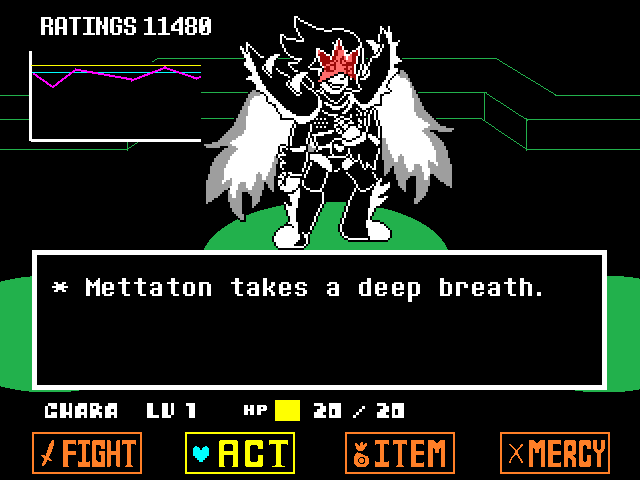 RATINGS 11480
* Mettaton takes a deep breath.
CHARA LV 1 HP 20 / 20
FIGHT ACT ITEM MERCY